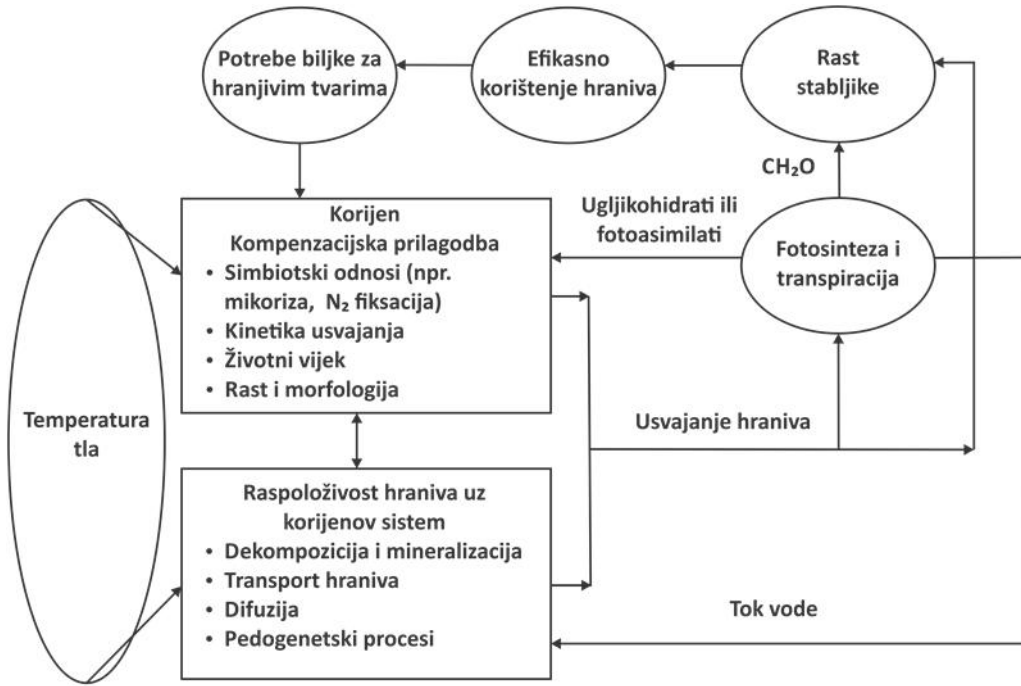 Potrebe biljke za
hranjivim tvarima
Efikasno
korištenje hraniva
Rast
stabljike
CH₂O
Ugljikohidrati ili
fotoasimilati
Fotosinteza i
transpiracija
Korijen
Kompenzacijska prilagodba
• Simbiotski odnosi (npr.
mikoriza, N₂ fiksacija)
• Kinetika usvajanja
• Životni vijek
• Rast i morfologija
Temperatura
tla
Usvajanje hraniva
Raspoloživost hraniva uz
korijenov sistem
• Dekompozicija i mineralizacija
• Transport hraniva
• Difuzija
• Pedogenetski procesi
Tok vode